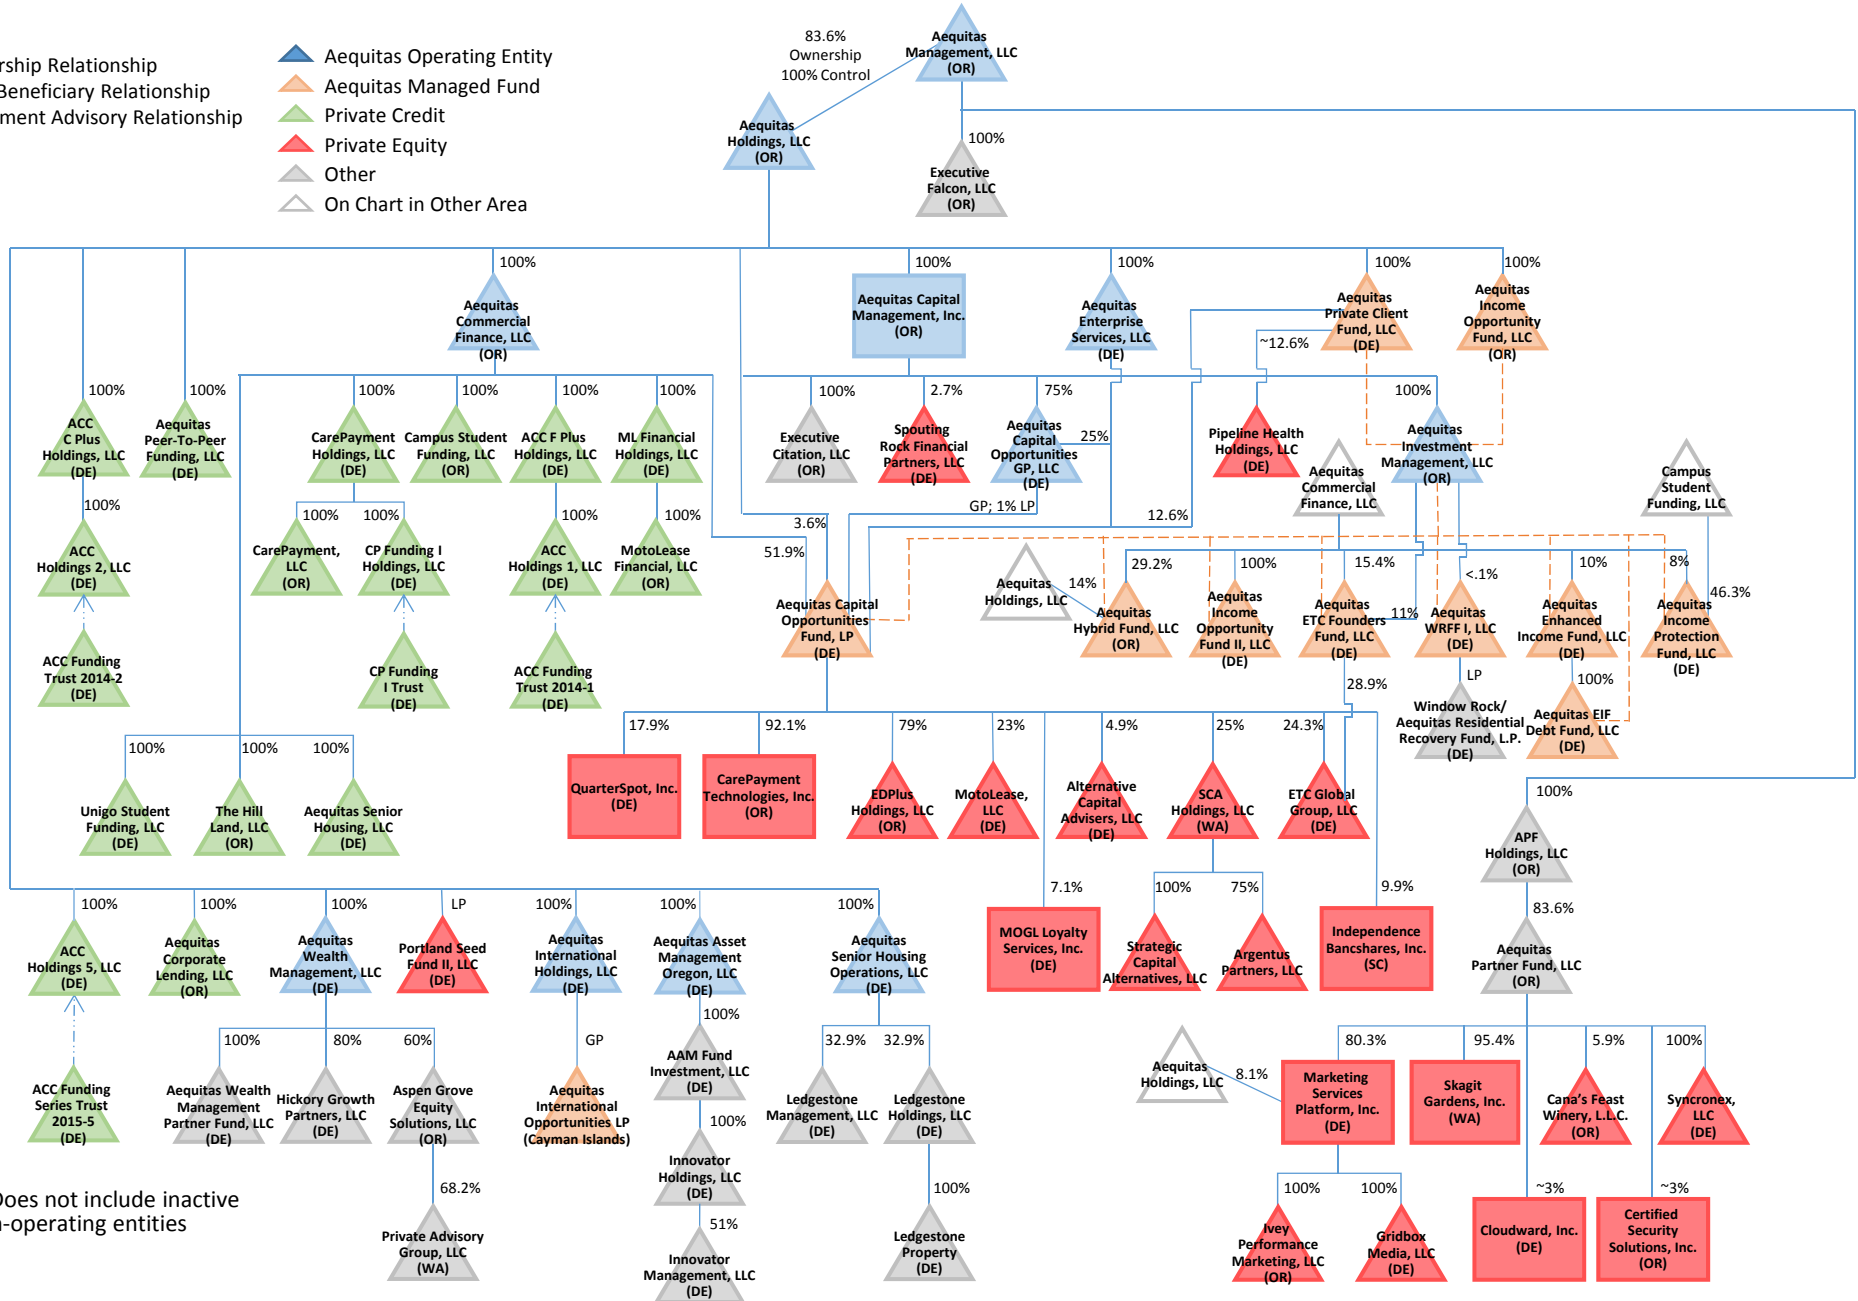 rship Relationship
Beneficiary Relationship
ment Advisory Relationship
Aequitas Operating Entity
Aequitas Managed Fund
Private Credit
Private Equity
Other
On Chart in Other Area
83.6%
Ownership
100% Control
Aequitas
Management, LLC
(OR)
Aequitas
Holdings, LLC
(OR)
100%
Executive
Falcon, LLC
(OR)
100%
Aequitas
Commercial
Finance, LLC
(OR)
100%
Aequitas Capital
Management, Inc.
(OR)
100%
Aequitas
Enterprise
Services, LLC
(DE)
100%
Aequitas
Private Client
Fund, LLC
(DE)
100%
Aequitas
Income
Opportunity
Fund, LLC
(OR)
~12.6%
100%
ACC
C Plus
Holdings, LLC
(DE)
100%
Aequitas
Peer-To-Peer
Funding, LLC
(DE)
100%
CarePayment
Holdings, LLC
(DE)
100%
Campus Student
Funding, LLC
(OR)
100%
ACC F Plus
Holdings, LLC
(DE)
100%
ML Financial
Holdings, LLC
(DE)
100%
Executive
Citation, LLC
(OR)
2.7%
Spouting
Rock Financial
Partners, LLC
(DE)
75%
Aequitas
Capital
Opportunities
GP, LLC
(DE)
25%
Pipeline Health
Holdings, LLC
(DE)
100%
Aequitas
Investment
Management, LLC
(OR)
Aequitas
Commercial
Finance, LLC
Campus
Student
Funding, LLC
100%
ACC
Holdings 2, LLC
(DE)
100%
CarePayment,
LLC
(OR)
100%
CP Funding I
Holdings, LLC
(DE)
100%
ACC
Holdings 1, LLC
(DE)
100%
MotoLease
Financial, LLC
(OR)
GP; 1% LP
3.6%
51.9%
12.6%
Aequitas Capital
Opportunities
Fund, LP
(DE)
Aequitas
Holdings, LLC
14%
29.2%
Aequitas
Hybrid Fund, LLC
(OR)
100%
Aequitas
Income
Opportunity
Fund II, LLC
(DE)
15.4%
Aequitas
ETC Founders
Fund, LLC
(DE)
11%
<.1%
Aequitas
WRFF I, LLC
(DE)
10%
Aequitas
Enhanced
Income Fund, LLC
(DE)
8%
46.3%
Aequitas
Income
Protection
Fund, LLC
(DE)
ACC Funding
Trust 2014-2
(DE)
CP Funding
I Trust
(DE)
ACC Funding
Trust 2014-1
(DE)
28.9%
LP
Window Rock/
Aequitas Residential
Recovery Fund, L.P.
(DE)
100%
Aequitas EIF
Debt Fund, LLC
(DE)
100%
Unigo Student
Funding, LLC
(DE)
100%
The Hill
Land, LLC
(OR)
100%
Aequitas Senior
Housing, LLC
(DE)
17.9%
QuarterSpot, Inc.
(DE)
92.1%
CarePayment
Technologies, Inc.
(OR)
79%
EDPlus
Holdings, LLC
(OR)
23%
MotoLease,
LLC
(DE)
4.9%
Alternative
Capital
Advisers, LLC
(DE)
25%
SCA
Holdings, LLC
(WA)
24.3%
ETC Global
Group, LLC
(DE)
100%
APF
Holdings, LLC
(OR)
7.1%
MOGL Loyalty
Services, Inc.
(DE)
100%
Strategic
Capital
Alternatives, LLC
75%
Argentus
Partners, LLC
9.9%
Independence
Bancshares, Inc.
(SC)
83.6%
Aequitas
Partner Fund, LLC
(OR)
100%
ACC
Holdings 5, LLC
(DE)
100%
Aequitas
Corporate
Lending, LLC
(OR)
100%
Aequitas
Wealth
Management, LLC
(DE)
LP
Portland Seed
Fund II, LLC
(DE)
100%
Aequitas
International
Holdings, LLC
(DE)
100%
Aequitas Asset
Management
Oregon, LLC
(DE)
100%
Aequitas
Senior Housing
Operations, LLC
(DE)
ACC Funding
Series Trust
2015-5
(DE)
100%
Aequitas Wealth
Management
Partner Fund, LLC
(DE)
80%
Hickory Growth
Partners, LLC
(DE)
60%
Aspen Grove
Equity
Solutions, LLC
(OR)
GP
Aequitas
International
Opportunities LP
(Cayman Islands)
100%
AAM Fund
Investment, LLC
(DE)
32.9%
Ledgestone
Management, LLC
(DE)
32.9%
Ledgestone
Holdings, LLC
(DE)
Aequitas
Holdings, LLC
8.1%
80.3%
Marketing
Services
Platform, Inc.
(DE)
95.4%
Skagit
Gardens, Inc.
(WA)
5.9%
Cana's Feast
Winery, L.L.C.
(OR)
100%
Syncronex,
LLC
(DE)
100%
Innovator
Holdings, LLC
(DE)
68.2%
Private Advisory
Group, LLC
(WA)
51%
Innovator
Management, LLC
(DE)
100%
Ledgestone
Property
(DE)
100%
Ivey
Performance
Marketing, LLC
(OR)
100%
Gridbox
Media, LLC
(DE)
~3%
Cloudward, Inc.
(DE)
~3%
Certified
Security
Solutions, Inc.
(OR)
Does not include inactive
-operating entities